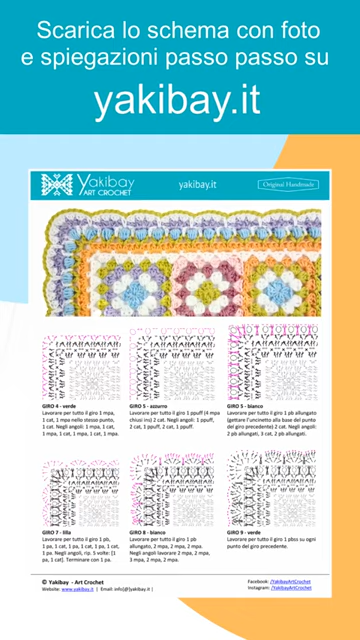 Scarica lo schema con foto
e spiegazioni passo passo su
yakibay.it
Yakibay
ART CROCHET
yakibay.it
Original Handmade
GIRO 4 - verde
Lavorare per tutto il giro 1 mpa,
1 cat, 1 mpa nello stesso punto,
1 cat. Negli angoli: 1 mpa, 1 cat,
1 mpa, 1 cat, 1 mpa, 1 cat, 1 mpa.
GIRO 5 - azzurro
Lavorare per tutto il giro 1 puff (4 mpa
chiusi inv) 2 cat. Negli angoli: 1 puff,
2 cat, 1 puff, 2 cat, 1 puff.
GIRO 5 - bianco
Lavorare per tutto il giro 1 pb allungato
(gettare l'uncinetto alla base del punto
del giro precedente) 2 cat. Negli angoli:
2 pb allungati, 3 cat, 2 pb allungati.
GIRO 7 - lilla
Lavorare per tutto il giro 1 pb,
1 pa, 1 cat, 1 pa, 1 cat, 1 pa, 1 cat,
1 pa. Negli angoli, rip. 5 volte: [1
pa, 1 cat]. Terminare con 1 pa.
GIRO 8 - bianco
Lavorare per tutto il giro 1 pb
allungato, 2 mpa, 2 mpa.
Negli angoli lavorare 2 mpa, 2 mpa,
3 mpa, 2 mpa, 2 mpa.
GIRO 9 - verde
Lavorare per tutto il giro 1 pbss su ogni
punto del giro precedente.
© Yakibay - Art Crochet
Website: www.yakibay.it | Email: info[@]yakibay.it
Facebook: /YakibayArtCrochet
Instagram: /YakibayArtCrochet